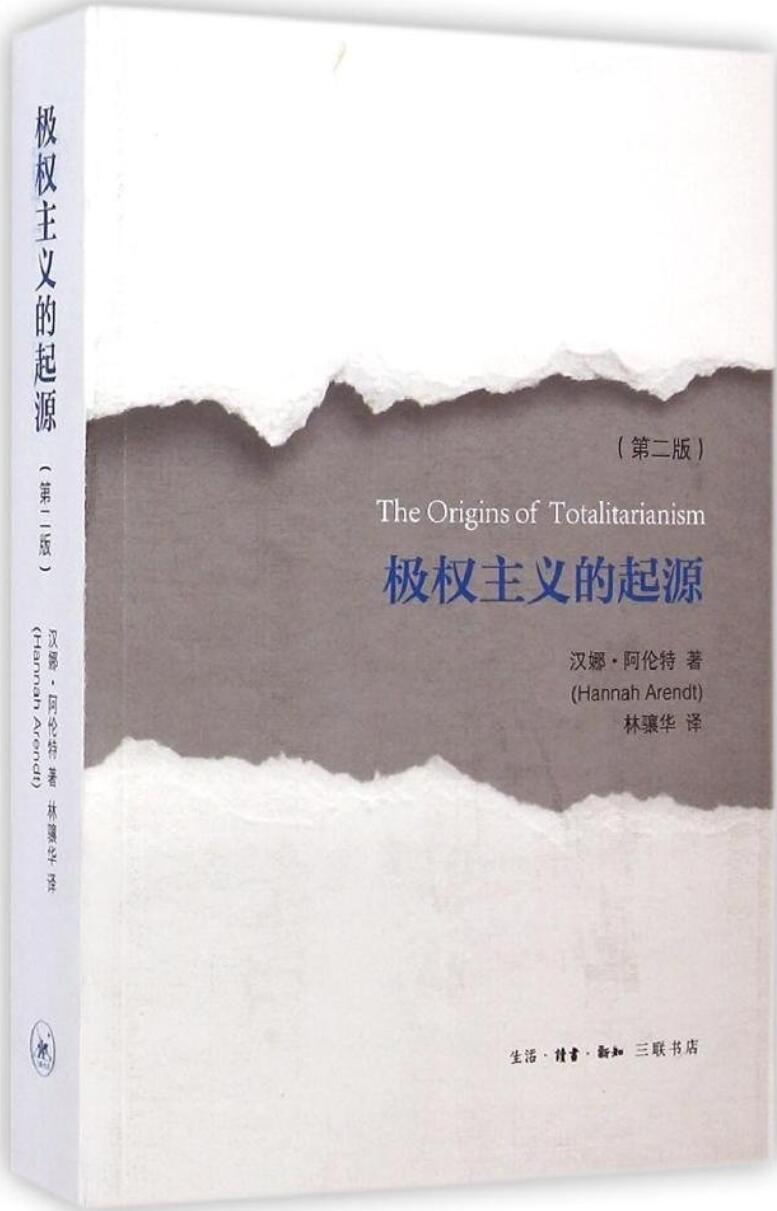 极权主义的起源
（第二版）
汉娜·阿伦特 著 林骧华 译
(Hannah Arendt)
（第二版）
The Origins of Totalitarianism
极权主义的起源
汉娜·阿伦特 著
(Hannah Arendt)
林骧华 译
生活·读书·新知 三联书店